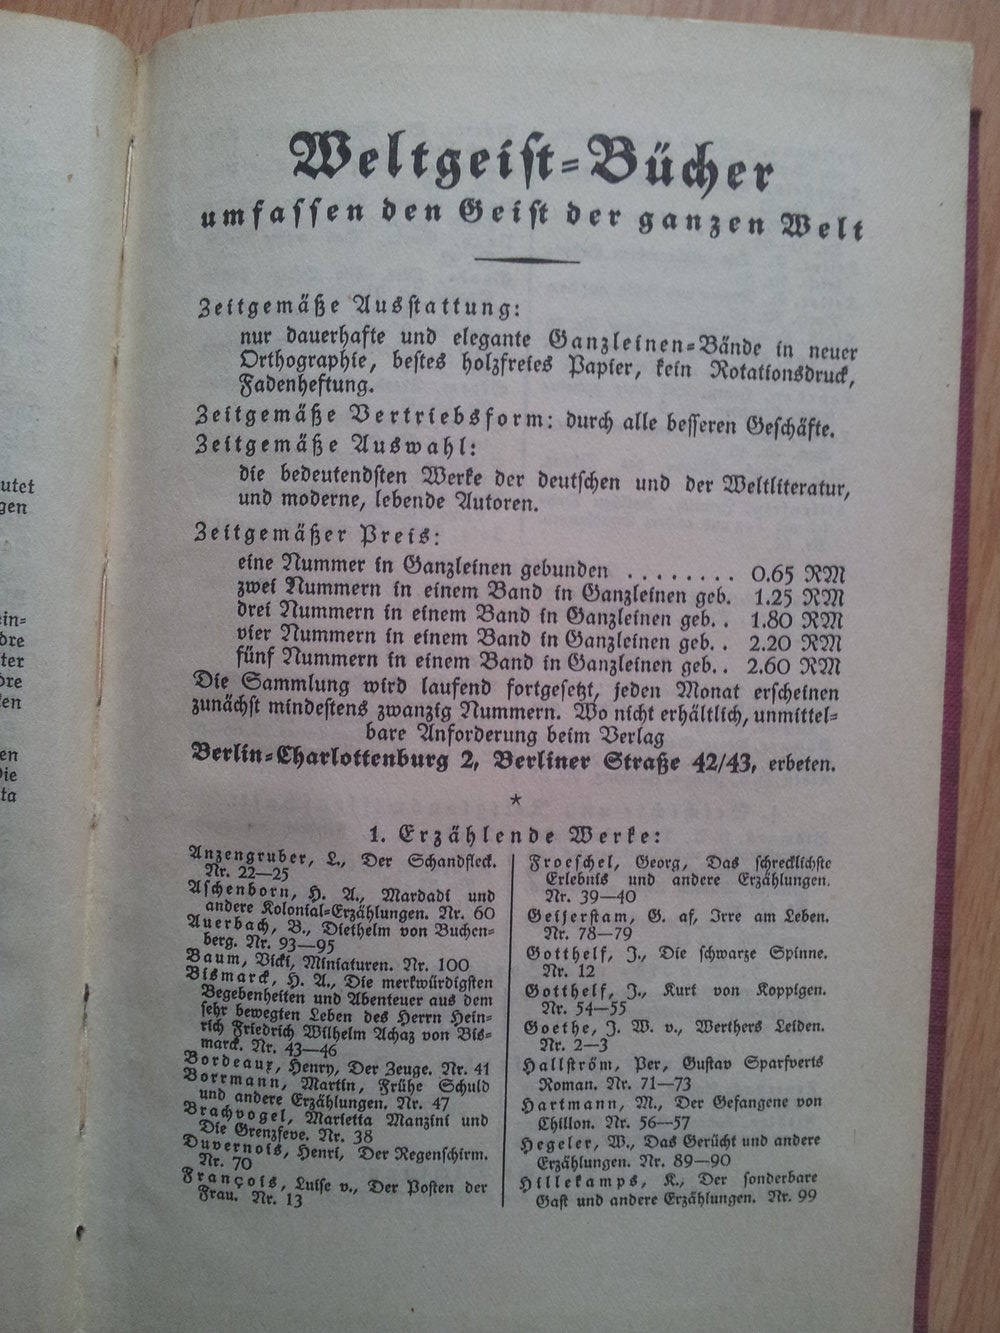 utet
gen
ein=
öre
ter
öre
ken
en
Die
ta
Weltgeist=Bücher
umfassen den Geist der ganzen Welt
Zeitgemäße Ausstattung:
nur dauerhafte und elegante Ganzleinen=Bände in neuer
Orthographie, bestes holzfreies Papier, kein Rotationsdruck,
Fadenheftung.
Zeitgemäße Vertriebsform: durch alle besseren Geschäfte.
Zeitgemäße Auswahl:
die bedeutendsten Werke der deutschen und der Weltliteratur,
und moderne, lebende Autoren.
Zeitgemäßer Preis:
eine Nummer in Ganzleinen gebunden ........ 0.65 RM
zwei Nummern in einem Band in Ganzleinen geb. 1.25 RM
drei Nummern in einem Band in Ganzleinen geb.. 1.80 RM
vier Nummern in einem Band in Ganzleinen geb.. 2.20 RM
fünf Nummern in einem Band in Ganzleinen geb.. 2.60 RM
Die Sammlung wird laufend fortgesetzt, jeden Monat erscheinen
zunächst mindestens zwanzig Nummern. Wo nicht erhältlich, unmittel=
bare Anforderung beim Verlag
Berlin=Charlottenburg 2, Berliner Straße 42/43, erbeten.
*
1. Erzählende Werke:
Anzengruber, L., Der Schandfleck.
Nr. 22—25
Aschenborn, H. A., Mardadi und
andere Kolonial=Erzählungen. Nr. 60
Auerbach, B., Diethelm von Buchen=
berg. Nr. 93—95
Baum, Vicki, Miniaturen. Nr. 100
Bismarck, H. A., Die merkwürdigsten
Begebenheiten und Abenteuer aus dem
sehr bewegten Leben des Herrn Hein=
rich Friedrich Wilhelm Achaz von Bis=
marck. Nr. 43—46
Bordeaux, Henry, Der Zeuge. Nr. 41
Borrmann, Martin, Frühe Schuld
und andere Erzählungen. Nr. 47
Brachvogel, Marietta Manzini und
Die Grenzfeve. Nr. 38
Duvernois, Henri, Der Regenschirm.
Nr. 70
François, Luise v., Der Posten der
Frau. Nr. 13
Froeschel, Georg, Das schrecklichste
Erlebnis und andere Erzählungen.
Nr. 39—40
Geijerstam, G. af, Irre am Leben.
Nr. 78—79
Gotthelf, J., Die schwarze Spinne.
Nr. 12
Gotthelf, J., Kurt von Koppigen.
Nr. 54—55
Goethe, J. W. v., Werthers Leiden.
Nr. 2—3
Hallström, Per, Gustav Sparfverts
Roman. Nr. 71—73
Hartmann, M., Der Gefangene von
Chillon. Nr. 56—57
Hegeler, W., Das Gerücht und andere
Erzählungen. Nr. 89—90
Hillekamps, K., Der sonderbare
Gast und andere Erzählungen. Nr. 99